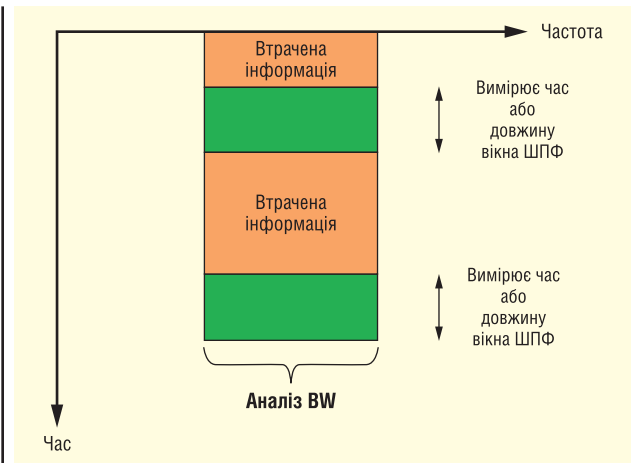 Частота
Втрачена
інформація
Вимірює час
або
довжину
вікна ШПФ
Втрачена
інформація
Вимірює час
або
довжину
вікна ШПФ
Аналіз BW
Час